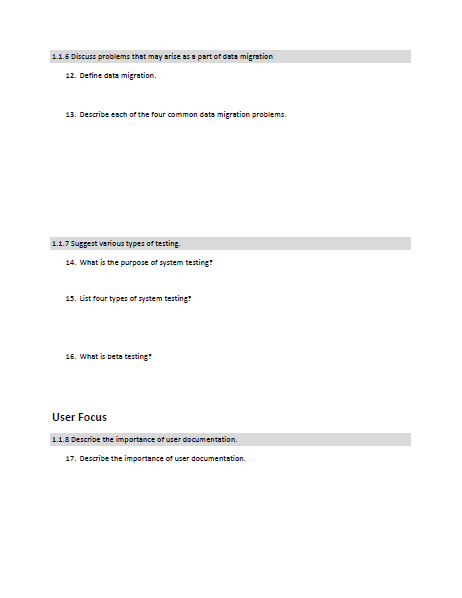 1.1.6 Discuss problems that may arise as a part of data migration
12. Define data migration.
13. Describe each of the four common data migration problems.
1.1.7 Suggest various types of testing.
14. What is the purpose of system testing?
15. List four types of system testing?
16. What is beta testing?
User Focus
1.1.8 Describe the importance of user documentation.
17. Describe the importance of user documentation.